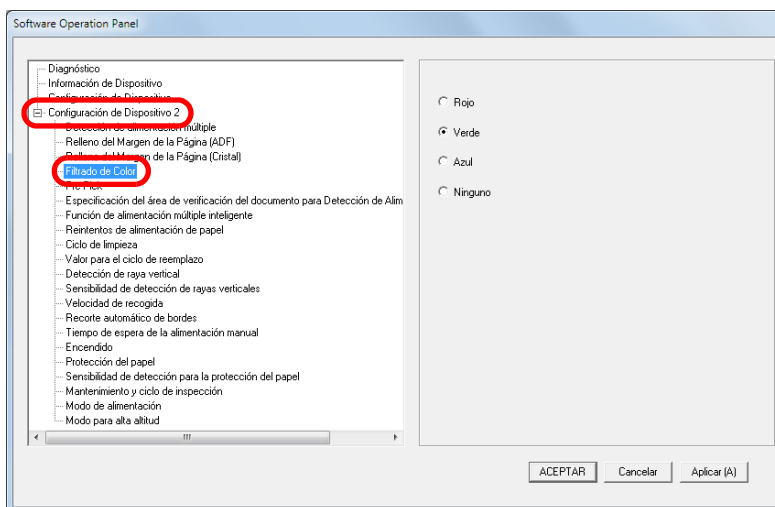 Software Operation Panel
Diagnóstico
Información de Dispositivo
Configuración de Dispositivo
Configuración de Dispositivo 2
Detección de alimentación múltiple
Relleno del Margen de la Página (ADF)
Relleno del Margen de la Página (Cristal)
Filtrado de Color
Pre Pick
Especificación del área de verificación del documento para Detección de Alim
Función de alimentación múltiple inteligente
Reintentos de alimentación de papel
Ciclo de limpieza
Valor para el ciclo de reemplazo
Detección de raya vertical
Sensibilidad de detección de rayas verticales
Velocidad de recogida
Recorte automático de bordes
Tiempo de espera de la alimentación manual
Encendido
Protección del papel
Sensibilidad de detección para la protección del papel
Mantenimiento y ciclo de inspección
Modo de alimentación
Modo para alta altitud
Rojo
Verde
Azul
Ninguno
ACEPTAR Cancelar Aplicar (A)